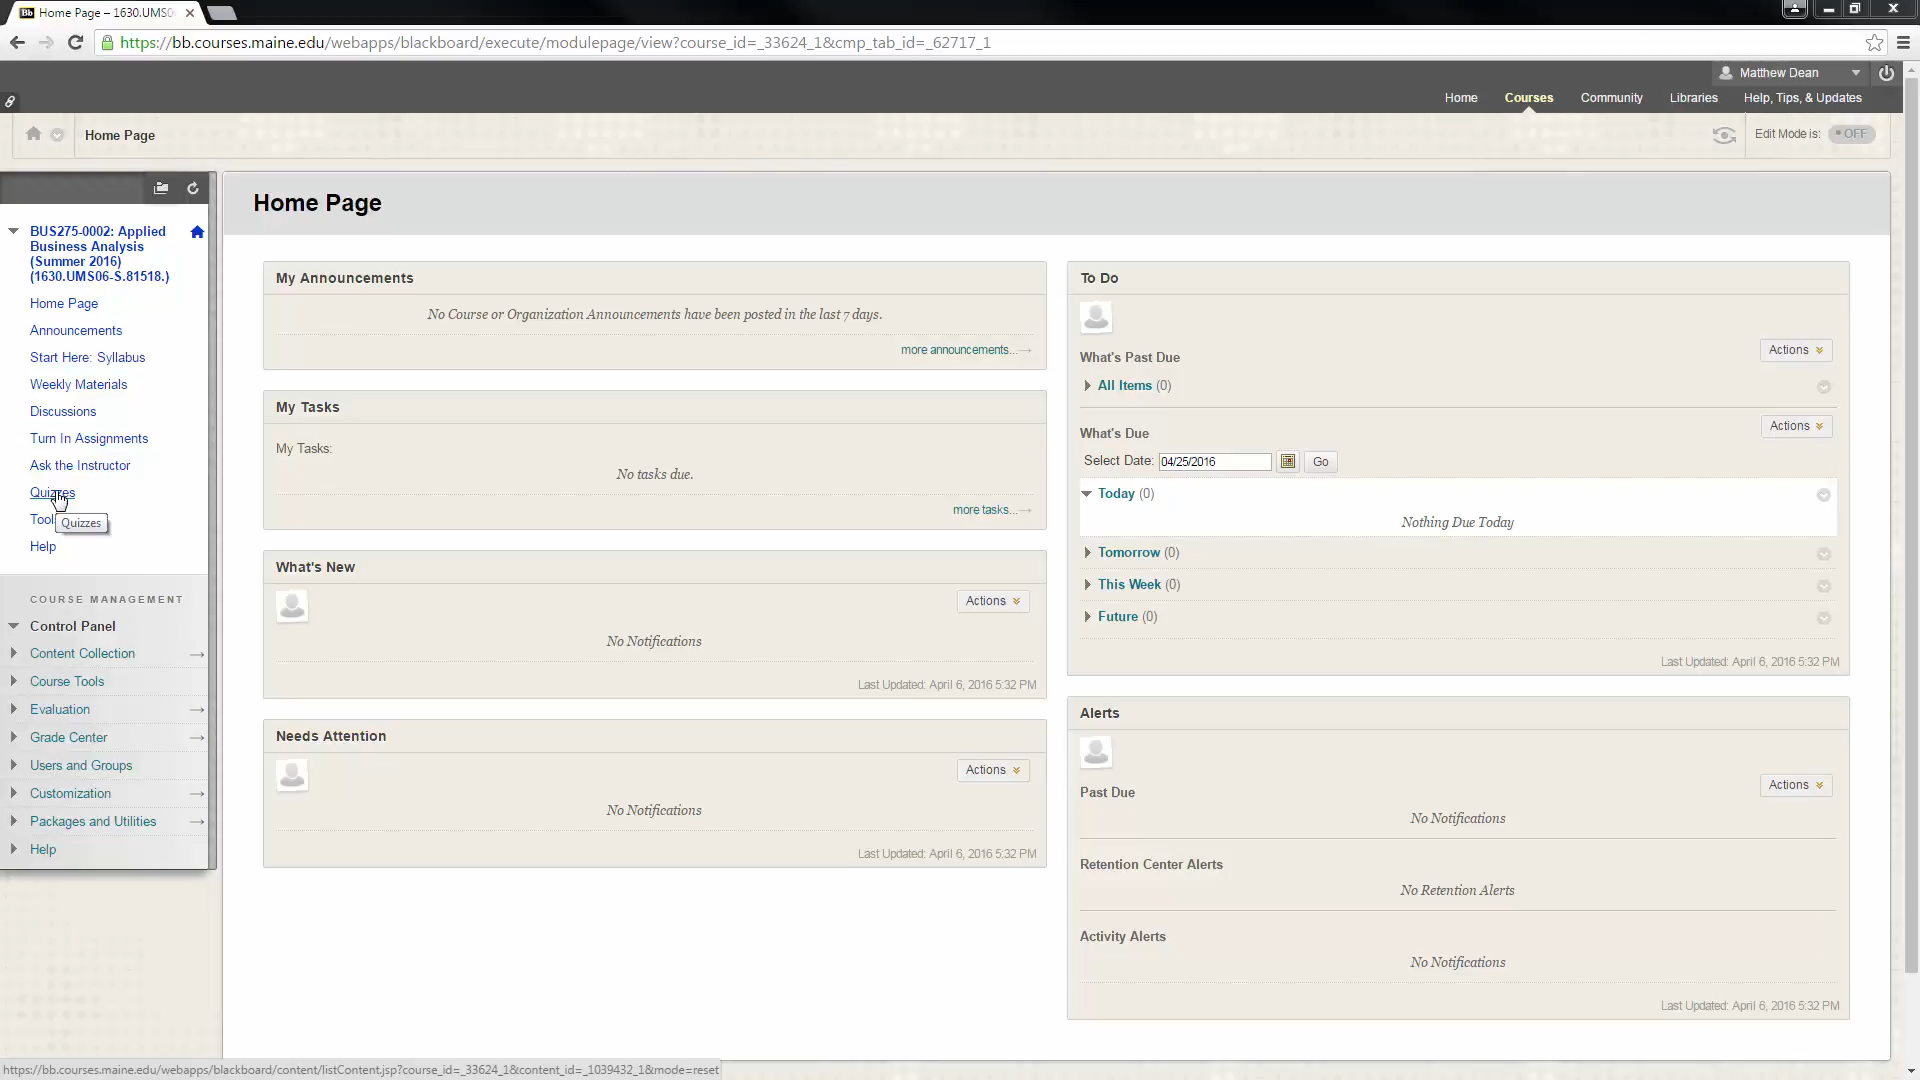 Home Page – 1630.UMS0
https://bb.courses.maine.edu/webapps/blackboard/execute/modulepage/view?course_id=_33624_1&cmp_tab_id=_62717_1
Matthew Dean
Home Courses Community Libraries Help, Tips, & Updates
Home Page
Edit Mode is: OFF
BUS275-0002: Applied
Business Analysis
(Summer 2016)
(1630.UMS06-S.81518.)
Home Page
Announcements
Start Here: Syllabus
Weekly Materials
Discussions
Turn In Assignments
Ask the Instructor
Quizzes
Tool
Quizzes
Help
COURSE MANAGEMENT
Control Panel
Content Collection
Course Tools
Evaluation
Grade Center
Users and Groups
Customization
Packages and Utilities
Help
Home Page
My Announcements
No Course or Organization Announcements have been posted in the last 7 days.
more announcements...
My Tasks
My Tasks:
No tasks due.
more tasks...
What's New
Actions
No Notifications
Last Updated: April 6, 2016 5:32 PM
Needs Attention
Actions
No Notifications
Last Updated: April 6, 2016 5:32 PM
To Do
What's Past Due
Actions
All Items (0)
What's Due
Actions
Select Date: 04/25/2016 Go
Today (0)
Nothing Due Today
Tomorrow (0)
This Week (0)
Future (0)
Last Updated: April 6, 2016 5:32 PM
Alerts
Actions
Past Due
No Notifications
Retention Center Alerts
No Retention Alerts
Activity Alerts
No Notifications
Last Updated: April 6, 2016 5:32 PM
https://bb.courses.maine.edu/webapps/blackboard/content/listContent.jsp?course_id=_33624_1&content_id=_1039432_1&mode=reset